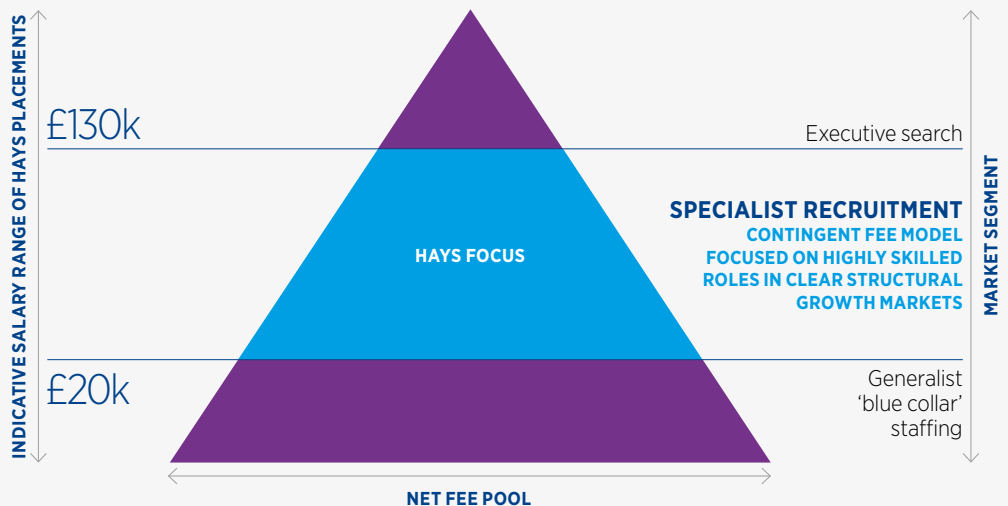 INDICATIVE SALARY RANGE OF HAYS PLACEMENTS
£130k
£20k
HAYS FOCUS
Executive search
SPECIALIST RECRUITMENT
CONTINGENT FEE MODEL
FOCUSED ON HIGHLY SKILLED
ROLES IN CLEAR STRUCTURAL
GROWTH MARKETS
Generalist
‘blue collar’
staffing
MARKET SEGMENT
NET FEE POOL